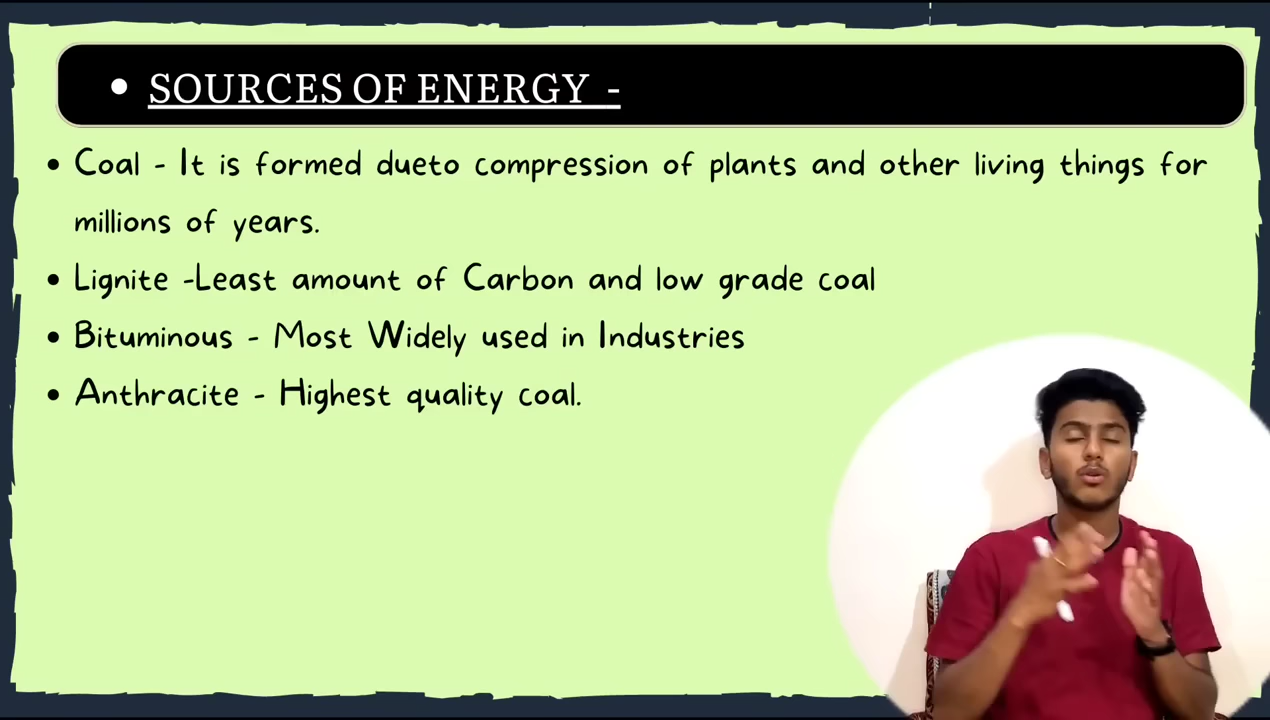 • SOURCES OF ENERGY -
• Coal - It is formed dueto compression of plants and other living things for
millions of years.
• Lignite -Least amount of Carbon and low grade coal
• Bituminous - Most Widely used in Industries
• Anthracite - Highest quality coal.